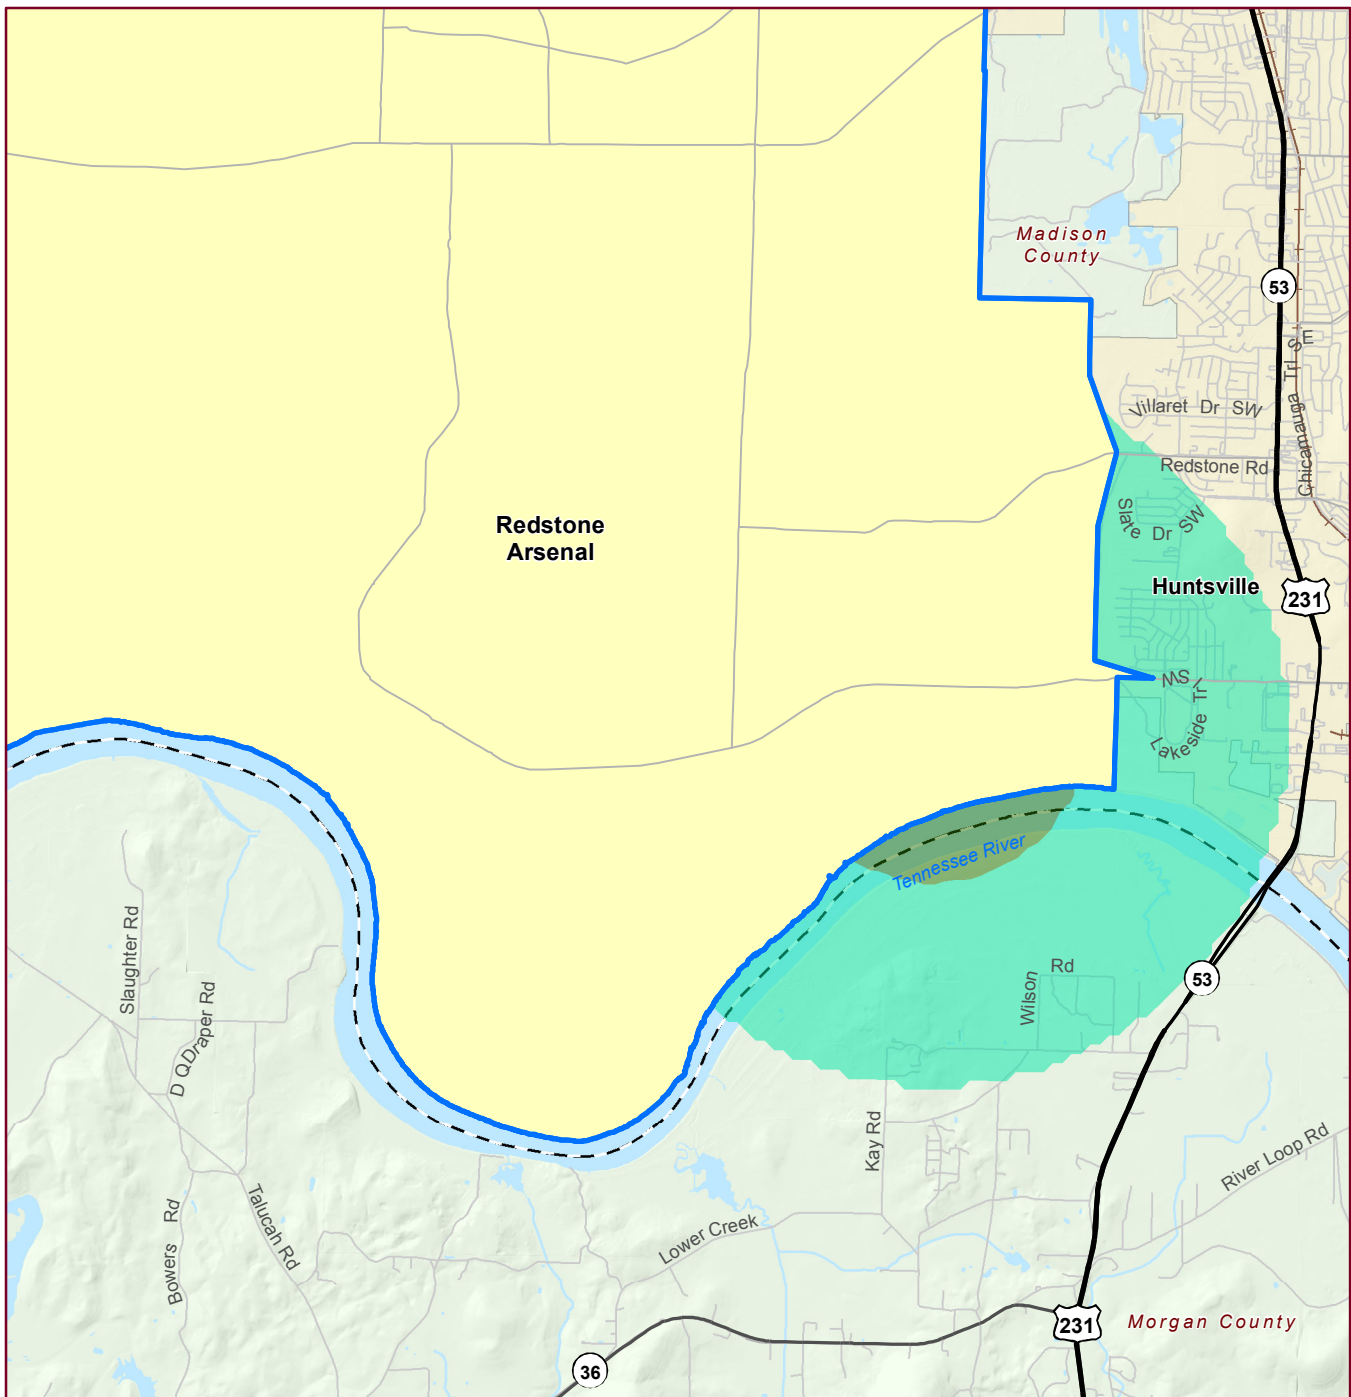 Madison
County
53
Chicamauga Trl SE
Villaret Dr SW
Redstone Rd
Slate Dr SW
Redstone
Arsenal
Huntsville
231
Lakeside Trl SW
Tennessee River
Slaughter Rd
D Q Draper Rd
Wilson Rd
53
Kay Rd
River Loop Rd
Bowers Rd
Talucah Rd
Lower Creek
231
Morgan County
36